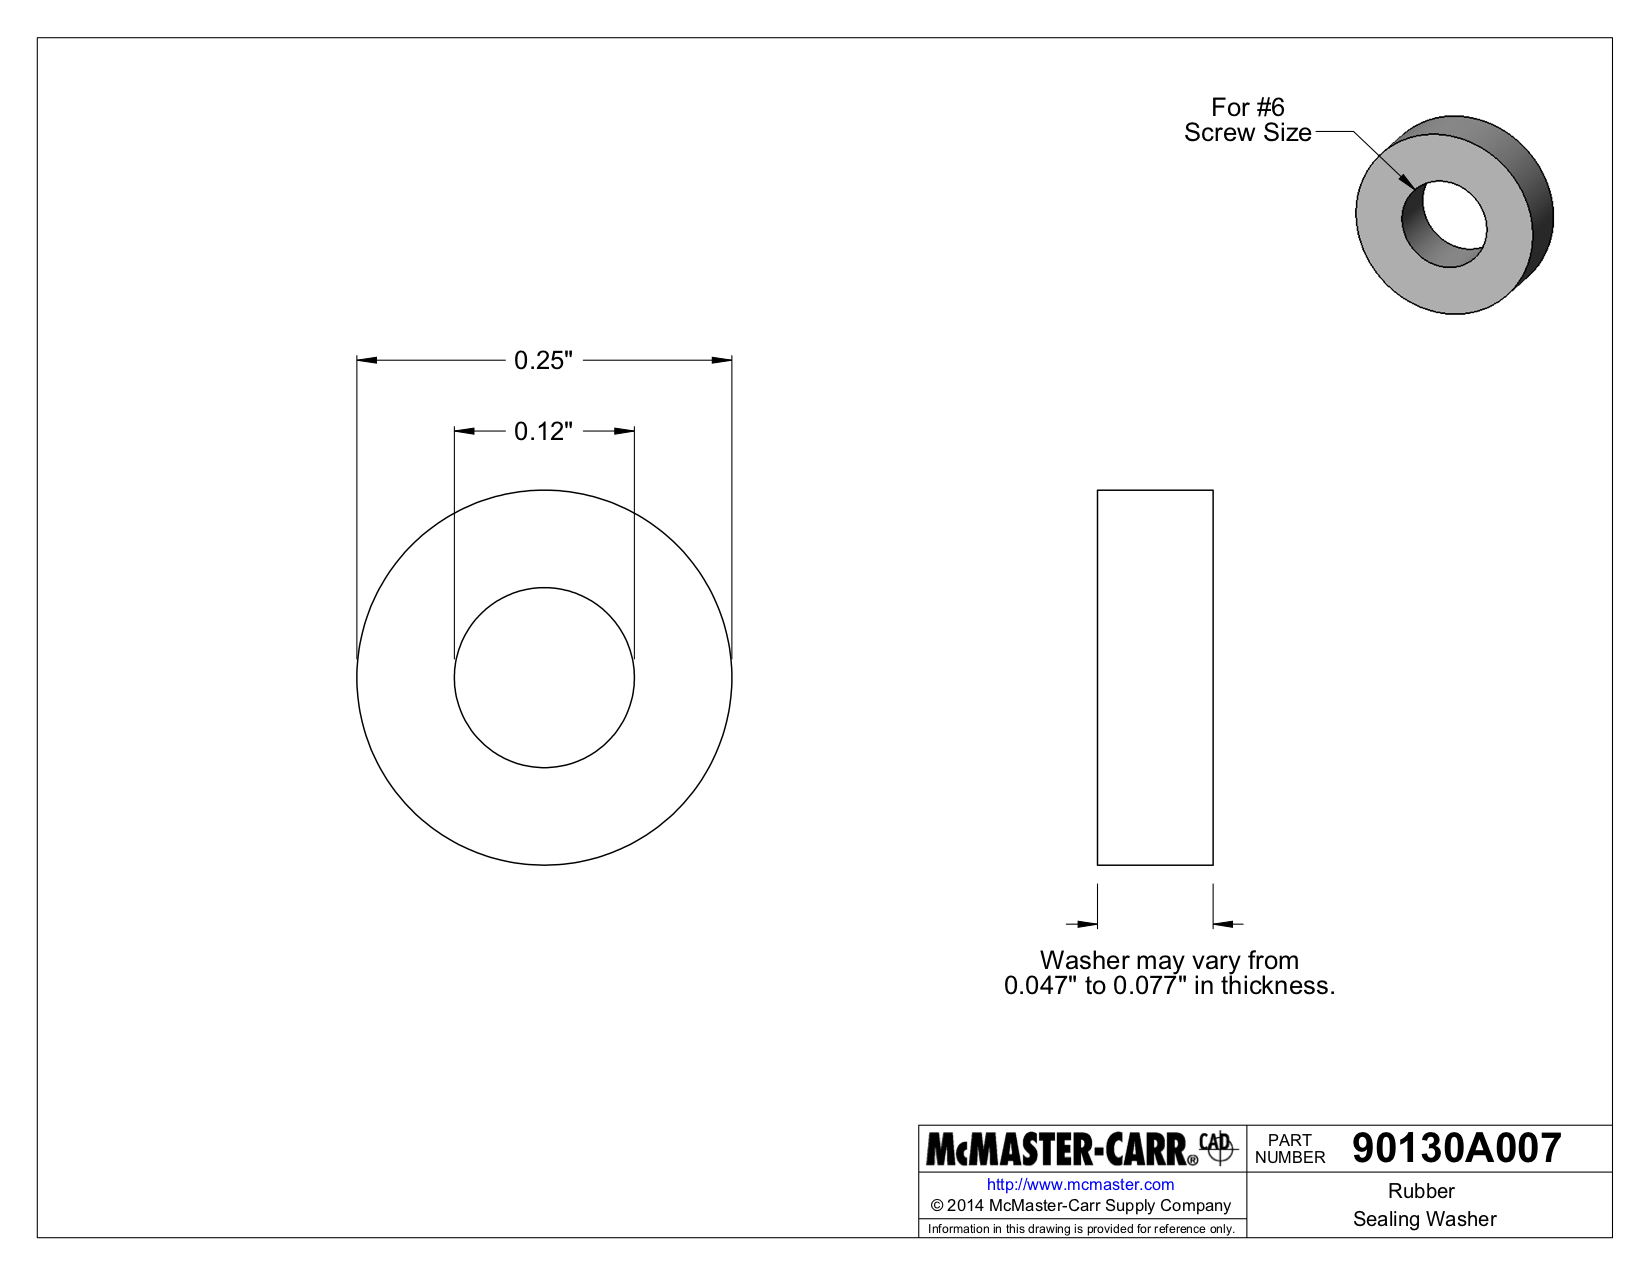 For #6
Screw Size
0.25"
0.12"
Washer may vary from
0.047" to 0.077" in thickness.
McMASTER-CARR® CAD
PART
NUMBER
90130A007
http://www.mcmaster.com
© 2014 McMaster-Carr Supply Company
Information in this drawing is provided for reference only.
Rubber
Sealing Washer